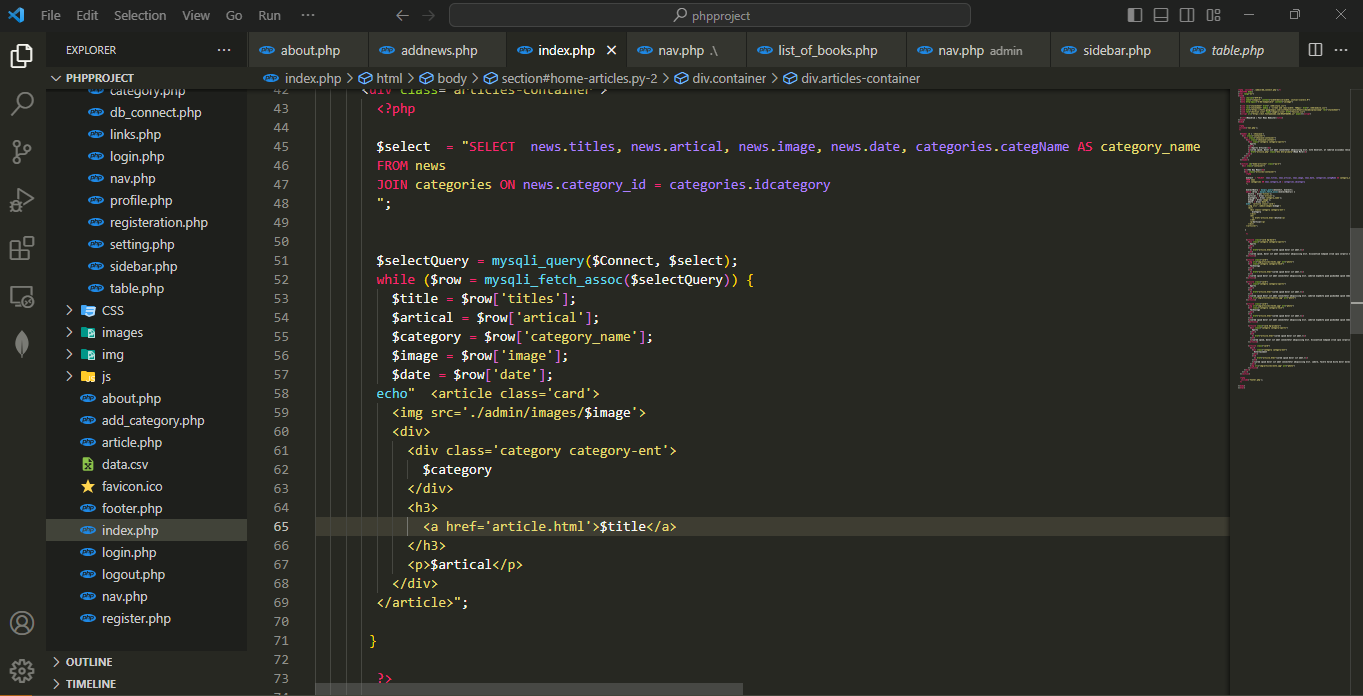 File Edit Selection View Go Run ··· phpproject
EXPLORER ···
about.php addnews.php index.php nav.php .\ list_of_books.php nav.php admin sidebar.php table.php
PHPPROJECT
index.php > html > body > section#home-articles.py-2 > div.container > div.articles-container
category.php
db_connect.php
links.php
login.php
nav.php
profile.php
registeration.php
setting.php
sidebar.php
table.php
CSS
images
img
js
about.php
add_category.php
article.php
data.csv
favicon.ico
footer.php
index.php
login.php
logout.php
nav.php
register.php
OUTLINE
TIMELINE
42 <div class="articles-container">
43 <?php
44
45 $select = "SELECT news.titles, news.artical, news.image, news.date, categories.categName AS category_name
46 FROM news
47 JOIN categories ON news.category_id = categories.idcategory
48 ";
49
50
51 $selectQuery = mysqli_query($Connect, $select);
52 while ($row = mysqli_fetch_assoc($selectQuery)) {
53 $title = $row['titles'];
54 $artical = $row['artical'];
55 $category = $row['category_name'];
56 $image = $row['image'];
57 $date = $row['date'];
58 echo" <article class='card'>
59 <img src='./admin/images/$image'>
60 <div>
61 <div class='category category-ent'>
62 $category
63 </div>
64 <h3>
65 <a href='article.html'>$title</a>
66 </h3>
67 <p>$artical</p>
68 </div>
69 </article>";
70
71 }
72
73 ?>